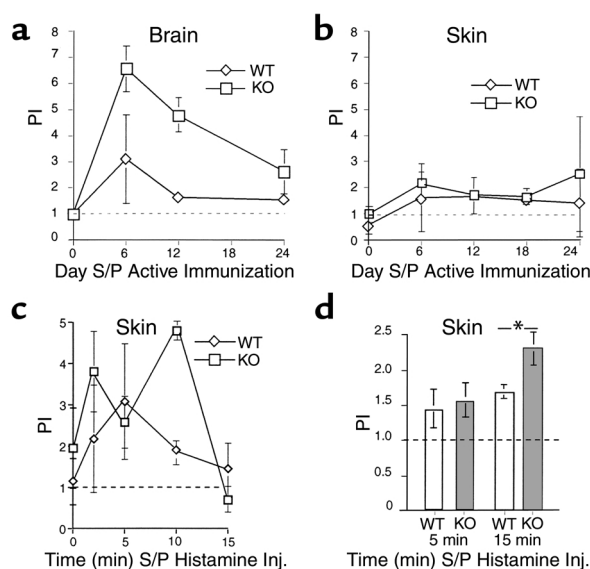 a
Brain
8
7
6
5
4
3
2
1
0
PI
WT
KO
0 6 12 18 24
Day S/P Active Immunization
b
Skin
8
7
6
5
4
3
2
1
0
PI
WT
KO
0 6 12 18 24
Day S/P Active Immunization
c
Skin
5
4
3
2
1
0
PI
WT
KO
0 5 10 15
Time (min) S/P Histamine Inj.
d
Skin
*
2.5
2.0
1.5
1.0
0.5
0
PI
WT KO WT KO
5 min 15 min
Time (min) S/P Histamine Inj.